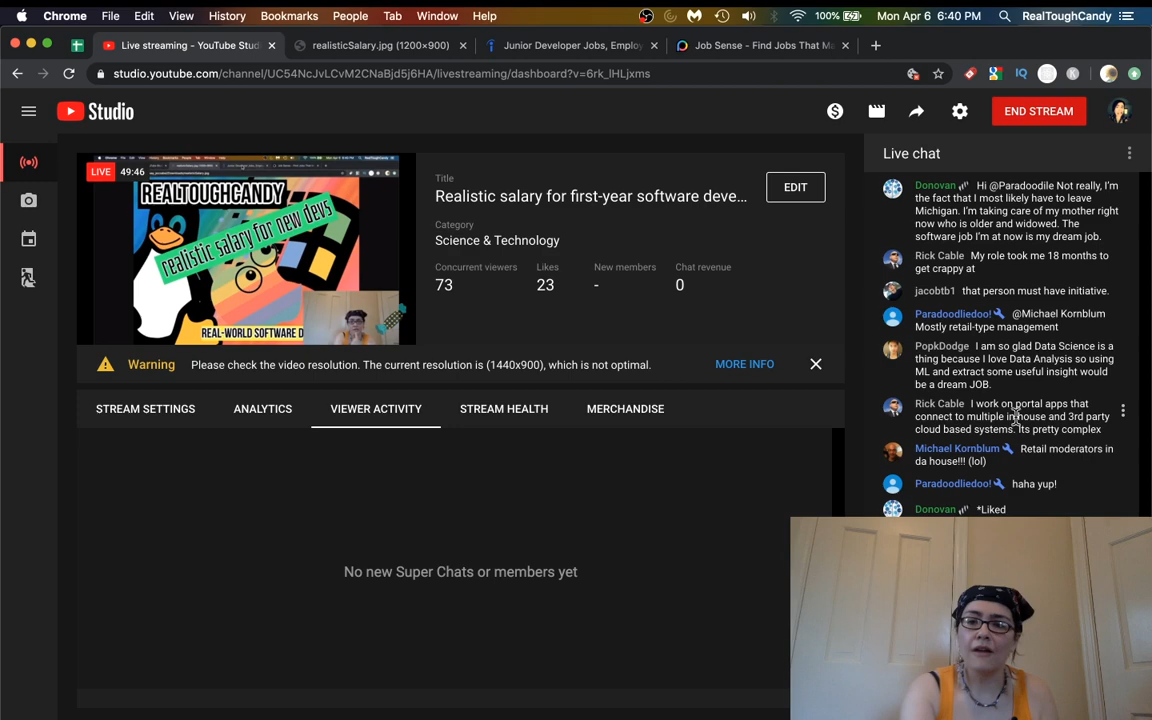 Chrome File Edit View History Bookmarks People Tab Window Help 100% Mon Apr 6 6:40 PM RealToughCandy
Live streaming - YouTube Studi realisticSalary.jpg (1200×900) Junior Developer Jobs, Employ Job Sense - Find Jobs That Ma
studio.youtube.com/channel/UC54NcJvLCvM2CNaBjd5j6HA/livestreaming/dashboard?v=6rk_lHLjxms
Studio
END STREAM
LIVE 49:46
REALTOUGHCANDY
realistic salary for new devs
REAL-WORLD SOFTWARE D
Title
Realistic salary for first-year software deve...
EDIT
Category
Science & Technology
Concurrent viewers Likes New members Chat revenue
73 23 - 0
Warning Please check the video resolution. The current resolution is (1440x900), which is not optimal. MORE INFO
STREAM SETTINGS ANALYTICS VIEWER ACTIVITY STREAM HEALTH MERCHANDISE
No new Super Chats or members yet
Live chat
Donovan Hi @Paradoodile Not really, I'm
the fact that I most likely have to leave
Michigan. I'm taking care of my mother right
now who is older and widowed. The
software job I'm at now is my dream job.
Rick Cable My role took me 18 months to
get crappy at
jacobtb1 that person must have initiative.
Paradoodliedoo! @Michael Kornblum
Mostly retail-type management
PopkDodge I am so glad Data Science is a
thing because I love Data Analysis so using
ML and extract some useful insight would
be a dream JOB.
Rick Cable I work on portal apps that
connect to multiple in house and 3rd party
cloud based systems. Its pretty complex
Michael Kornblum Retail moderators in
da house!!! (lol)
Paradoodliedoo! haha yup!
Donovan *Liked